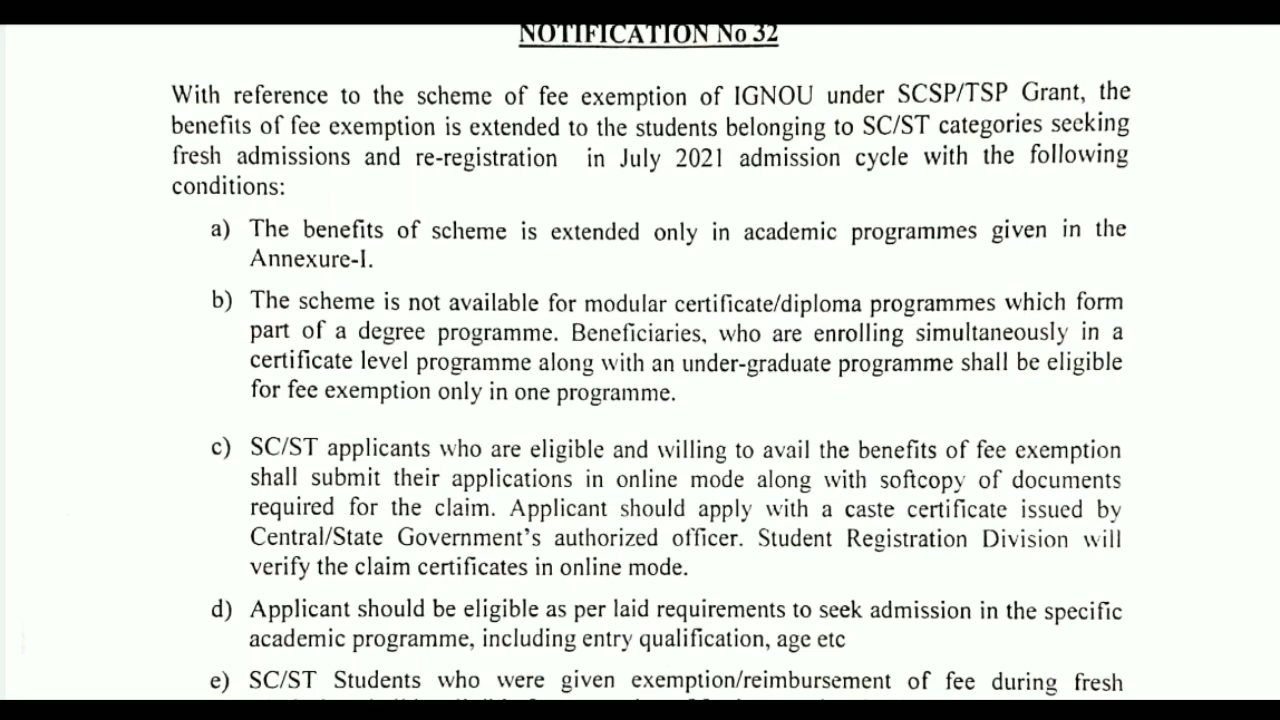 NOTIFICATION No 32
With reference to the scheme of fee exemption of IGNOU under SCSP/TSP Grant, the
benefits of fee exemption is extended to the students belonging to SC/ST categories seeking
fresh admissions and re-registration in July 2021 admission cycle with the following
conditions:
a) The benefits of scheme is extended only in academic programmes given in the
Annexure-I.
b) The scheme is not available for modular certificate/diploma programmes which form
part of a degree programme. Beneficiaries, who are enrolling simultaneously in a
certificate level programme along with an under-graduate programme shall be eligible
for fee exemption only in one programme.
c) SC/ST applicants who are eligible and willing to avail the benefits of fee exemption
shall submit their applications in online mode along with softcopy of documents
required for the claim. Applicant should apply with a caste certificate issued by
Central/State Government's authorized officer. Student Registration Division will
verify the claim certificates in online mode.
d) Applicant should be eligible as per laid requirements to seek admission in the specific
academic programme, including entry qualification, age etc
e) SC/ST Students who were given exemption/reimbursement of fee during fresh